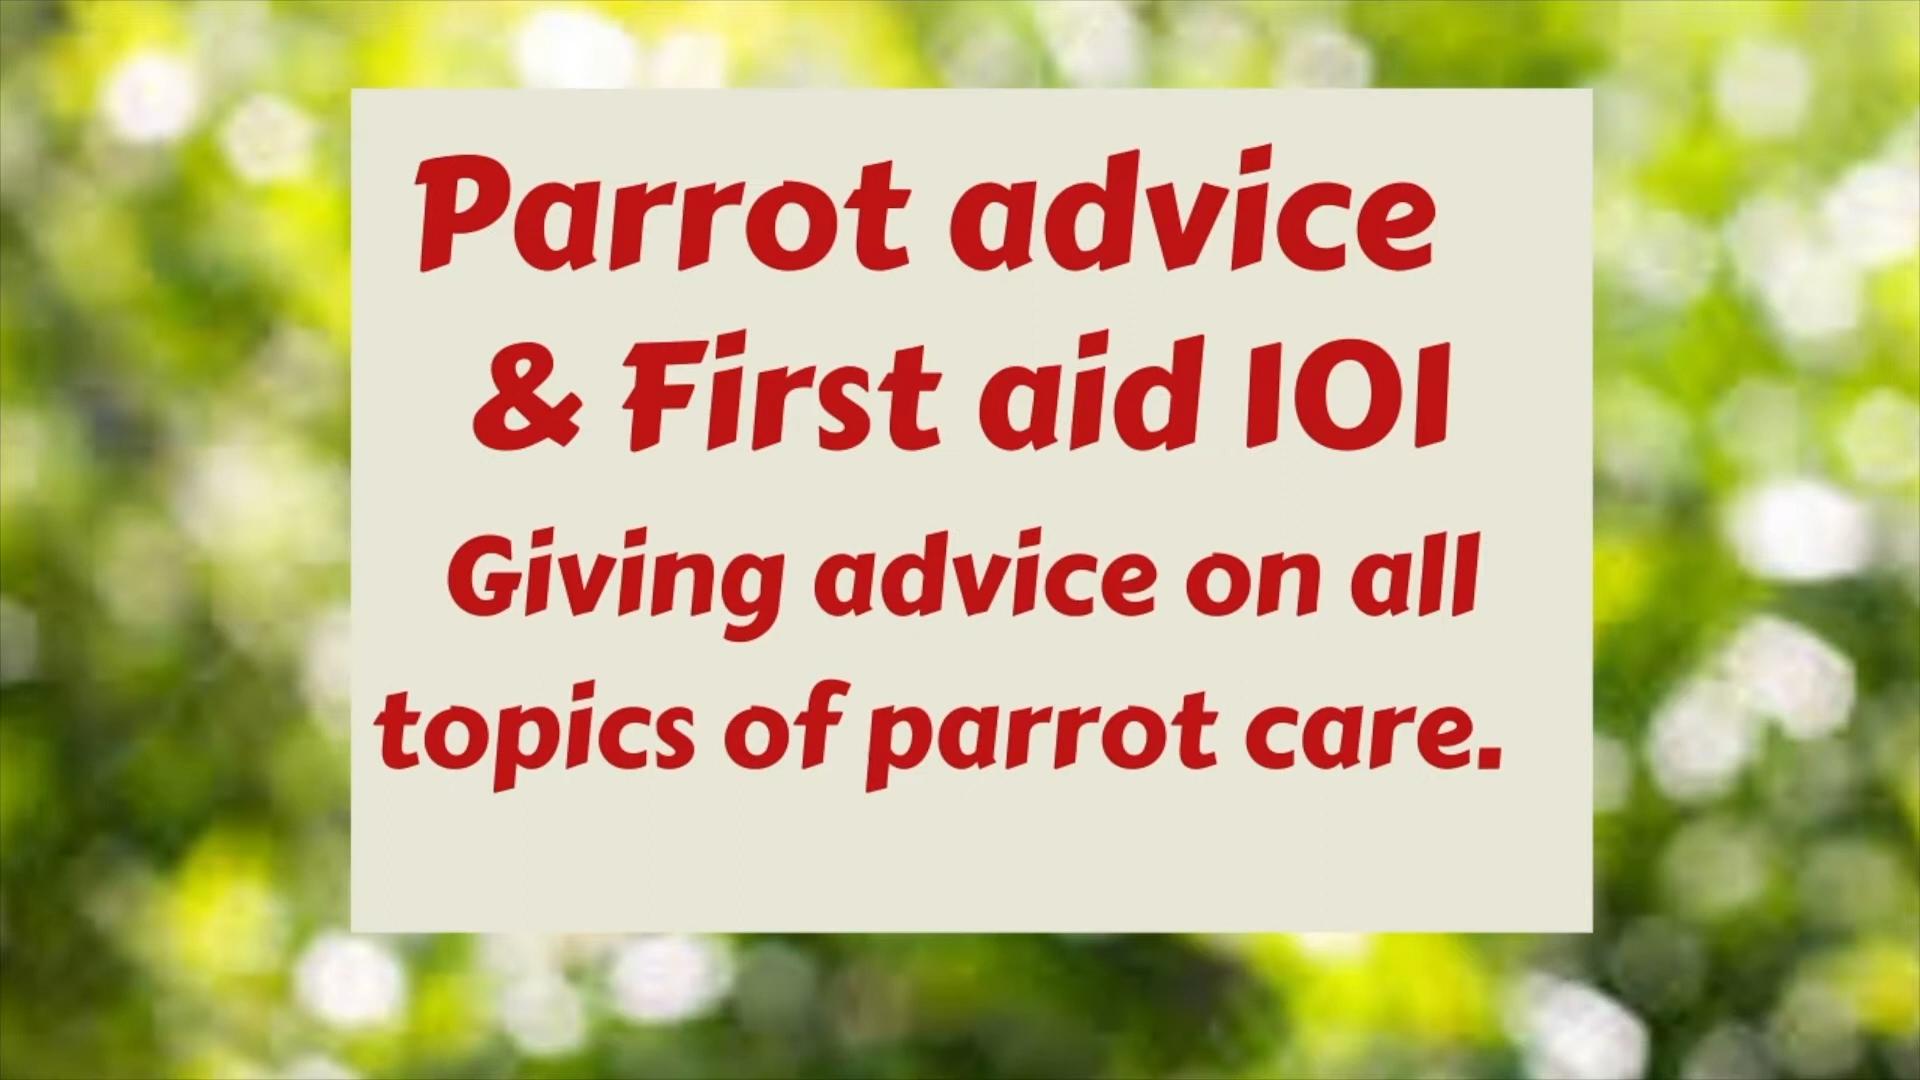 Parrot advice
& First aid 101
Giving advice on all
topics of parrot care.